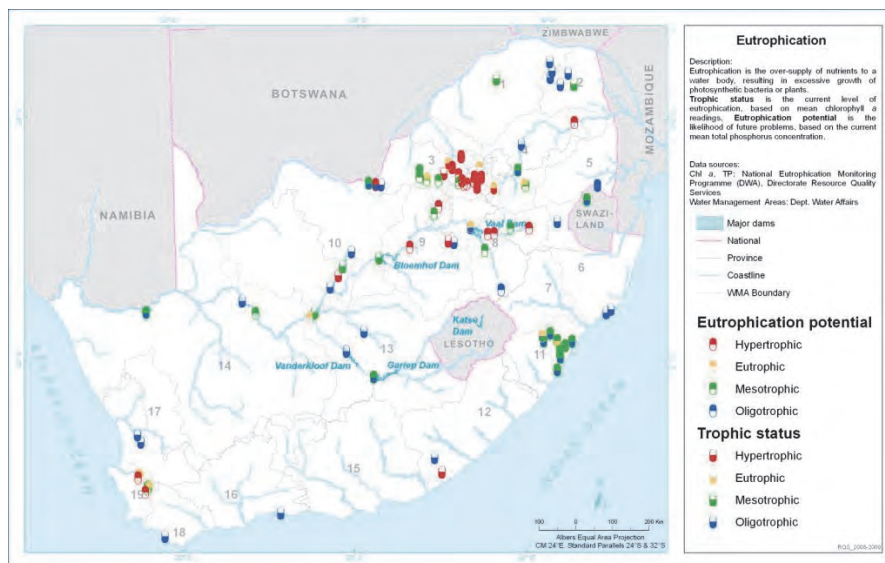 ZIMBWABWE
BOTSWANA
MOZAMBIQUE
NAMIBIA
SWAZI-
LAND
LESOTHO
1
2
3
4
5
6
7
8
9
10
11
12
13
14
15
16
17
18
19
Vaal Dam
Bloemhof Dam
Katse
Dam
Vanderkloof Dam
Gariep Dam
INDIAN OCEAN
100 0 100 200 Km
Albers Equal Area Projection
CM 24°E. Standard Parallels 24°S & 32°S
Eutrophication
Description:
Eutrophication is the over-supply of nutrients to a
water body, resulting in excessive growth of
photosynthetic bacteria or plants.
Trophic status is the current level of
eutrophication, based on mean chlorophyll a
readings, Eutrophication potential is the
likelihood of future problems, based on the current
mean total phosphorus concentration.
Data sources:
Chl a, TP: National Eutrophication Monitoring
Programme (DWA), Directorate Resource Quality
Services
Water Management Areas: Dept. Water Affairs
Major dams
National
Province
Coastline
WMA Boundary
Eutrophication potential
Hypertrophic
Eutrophic
Mesotrophic
Oligotrophic
Trophic status
Hypertrophic
Eutrophic
Mesotrophic
Oligotrophic